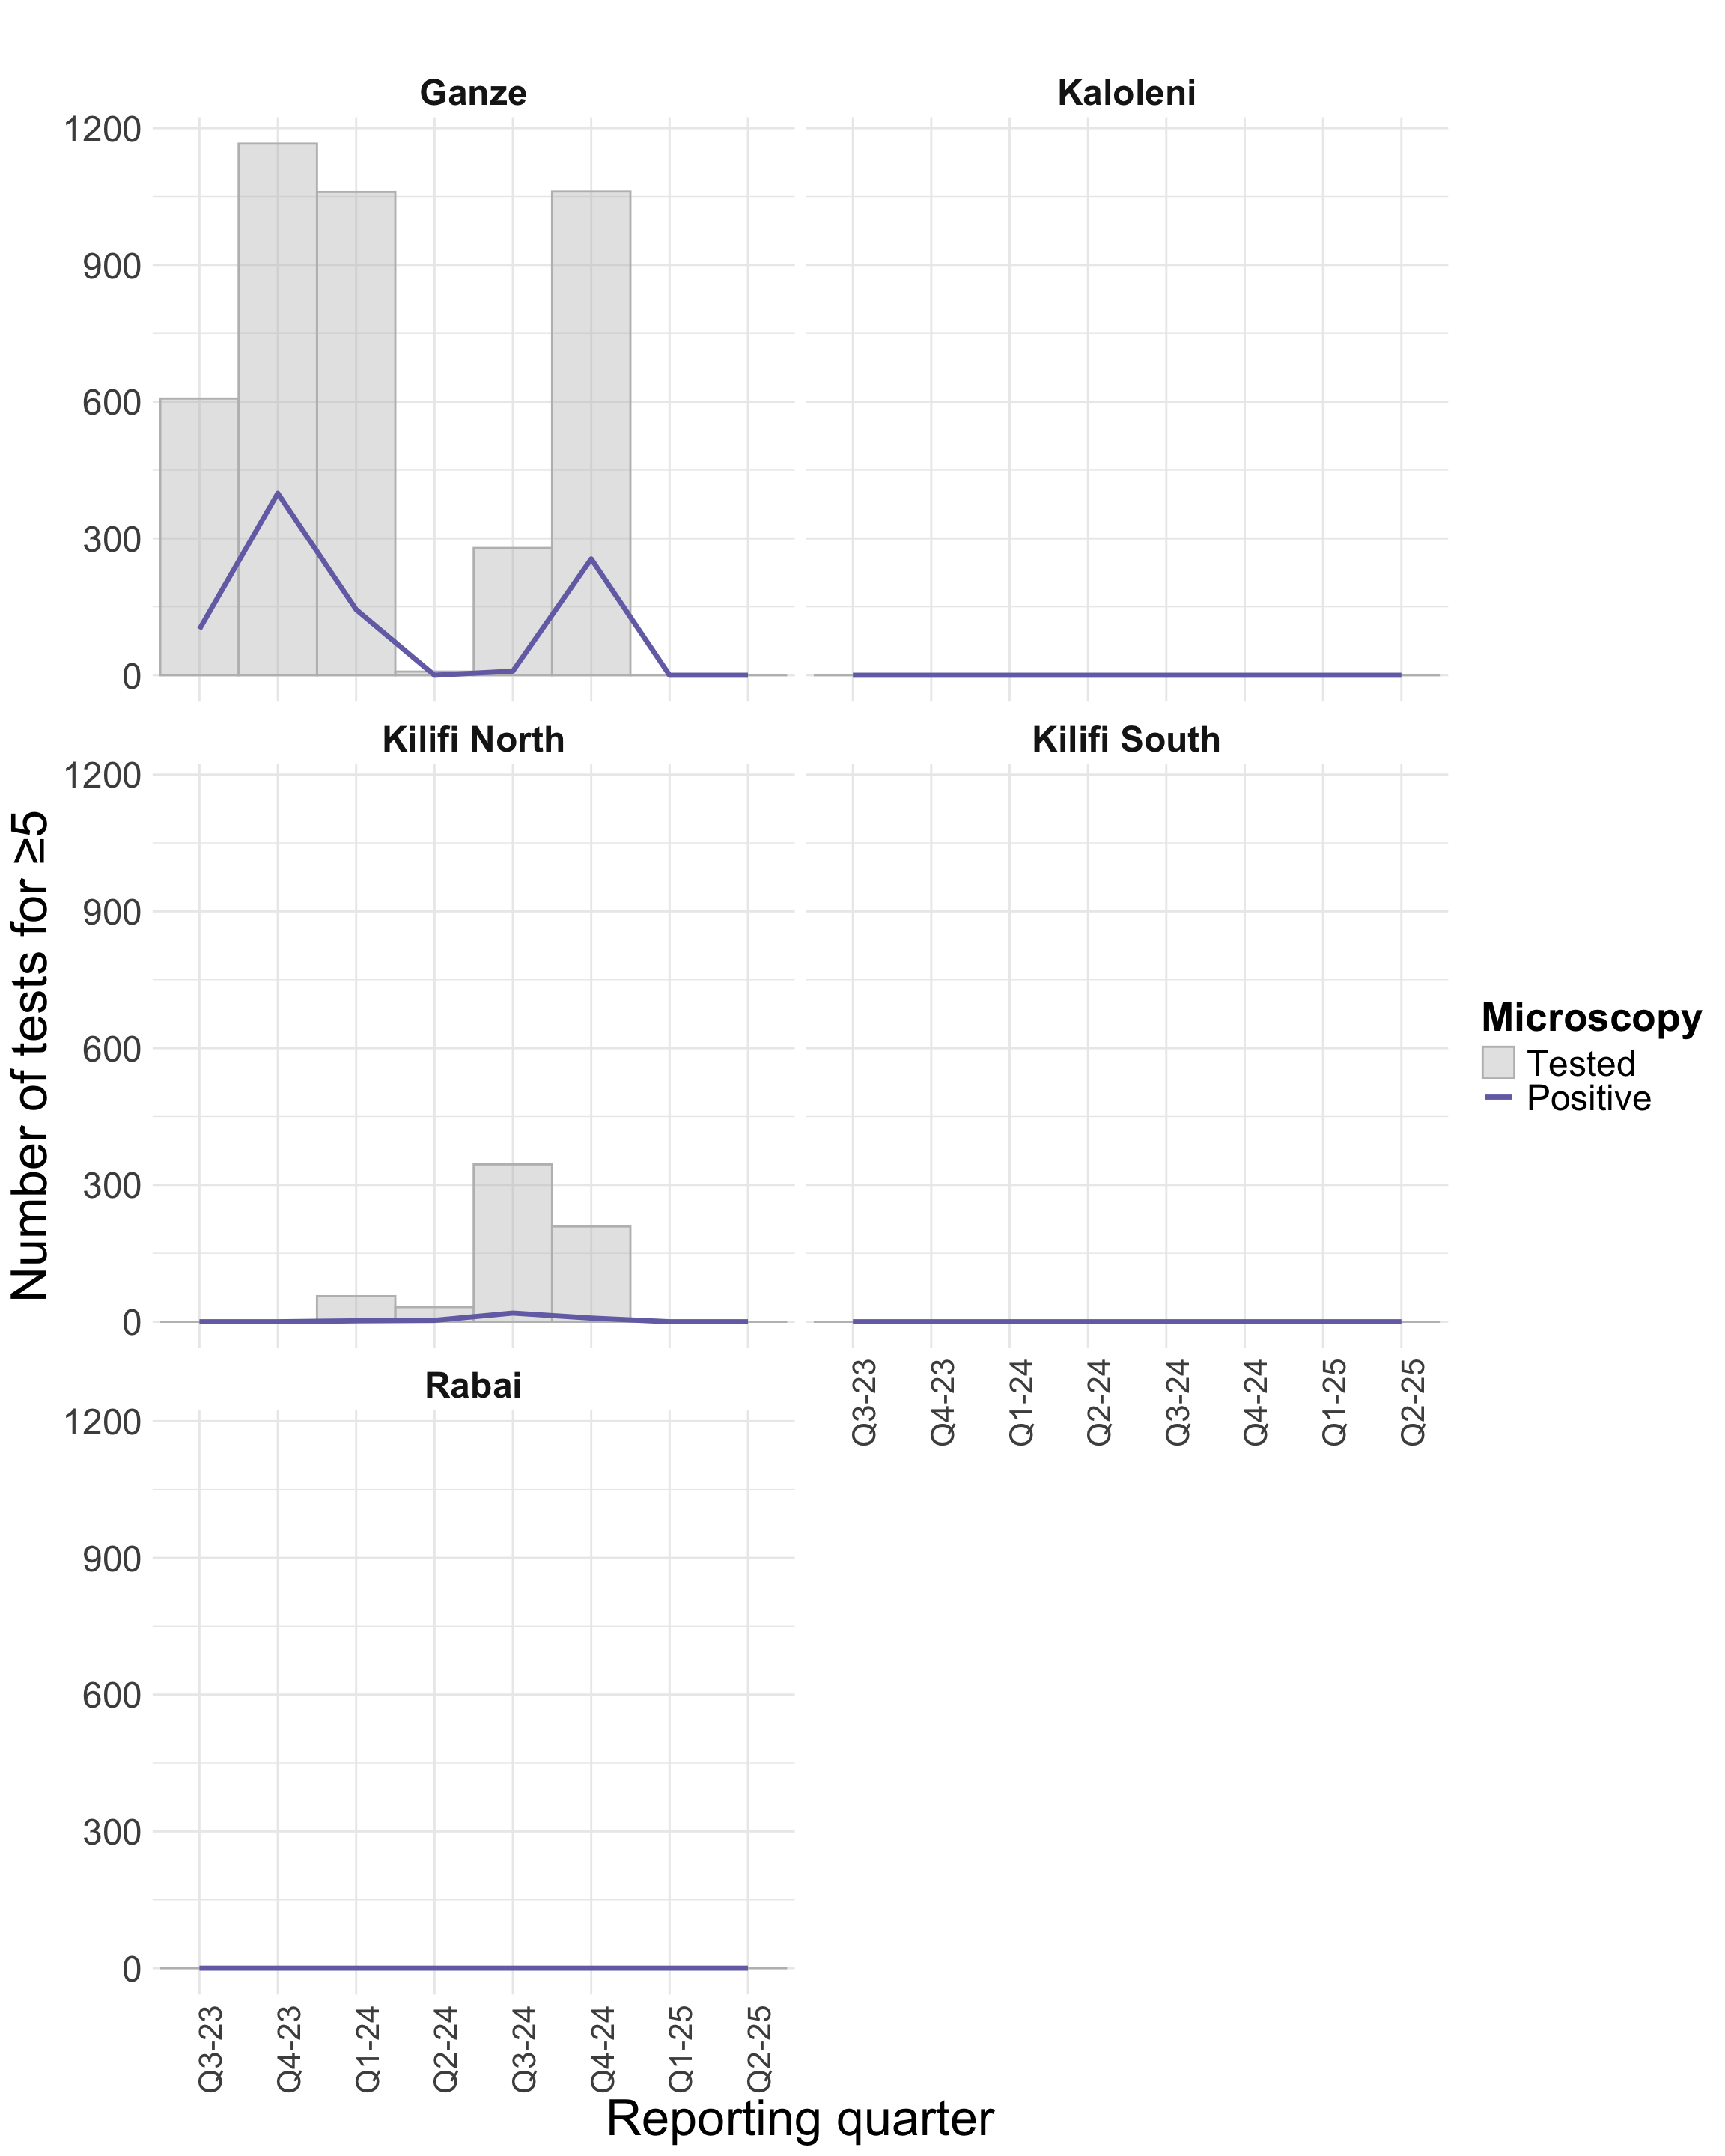 Ganze
Kaloleni
1200
900
600
300
0
Kilifi North
Kilifi South
1200
900
600
300
0
Number of tests for ≥5
Microscopy
Tested
Positive
Q3-23
Q4-23
Q1-24
Q2-24
Q3-24
Q4-24
Q1-25
Q2-25
Rabai
1200
900
600
300
0
Q3-23
Q4-23
Q1-24
Q2-24
Q3-24
Q4-24
Q1-25
Q2-25
Reporting quarter